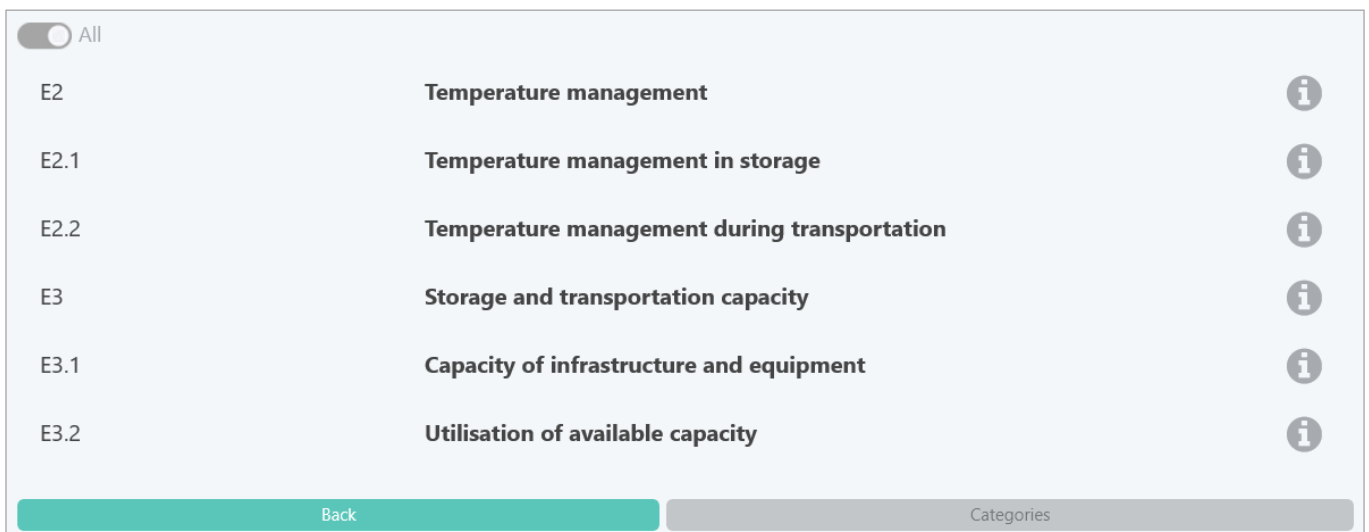 All
E2 Temperature management
E2.1 Temperature management in storage
E2.2 Temperature management during transportation
E3 Storage and transportation capacity
E3.1 Capacity of infrastructure and equipment
E3.2 Utilisation of available capacity
Back Categories